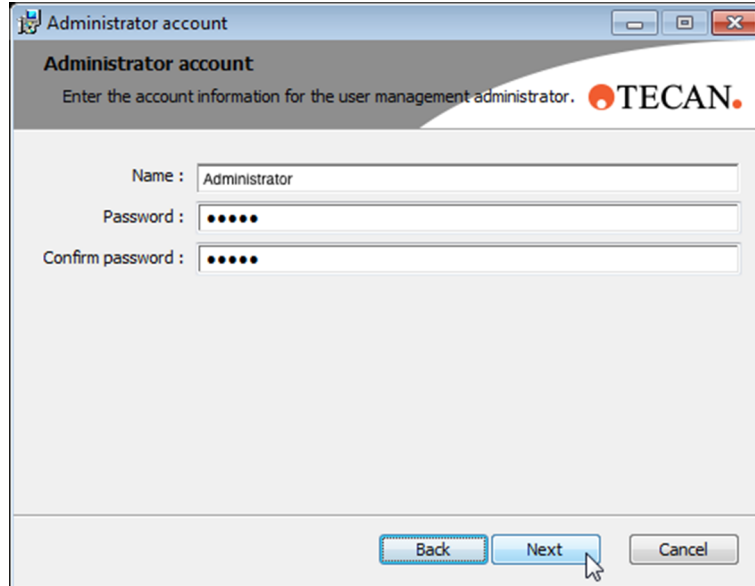 Administrator account
Administrator account
Enter the account information for the user management administrator.
TECAN.
Name : Administrator
Password : •••••
Confirm password : •••••
Back Next Cancel